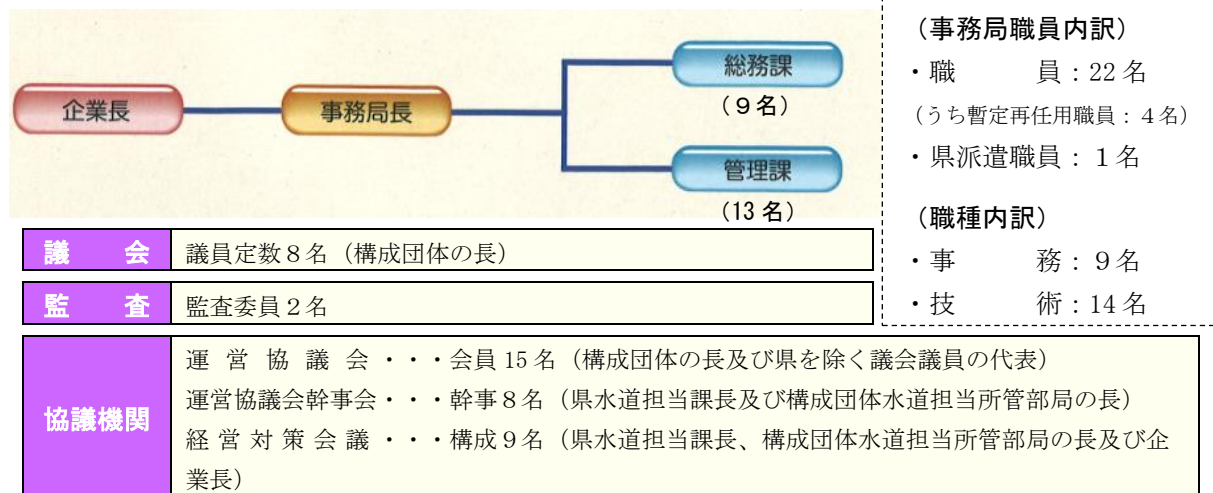 企業長
事務局長
総務課
（９名）
管理課
（13 名）
（事務局職員内訳）
・職　　　員：22 名
（うち暫定再任用職員：４名）
・県派遣職員：１名
（職種内訳）
・事　　　務：９名
・技　　　術：14 名
議　　会
議員定数８名（構成団体の長）
監　　査
監査委員２名
協議機関
運 営 協 議 会 ・・・会員 15 名（構成団体の長及び県を除く議会議員の代表）
運営協議会幹事会・・・幹事８名（県水道担当課長及び構成団体水道担当所管部局の長）
経 営 対 策 会 議 ・・・構成９名（県水道担当課長、構成団体水道担当所管部局の長及び企
業長）